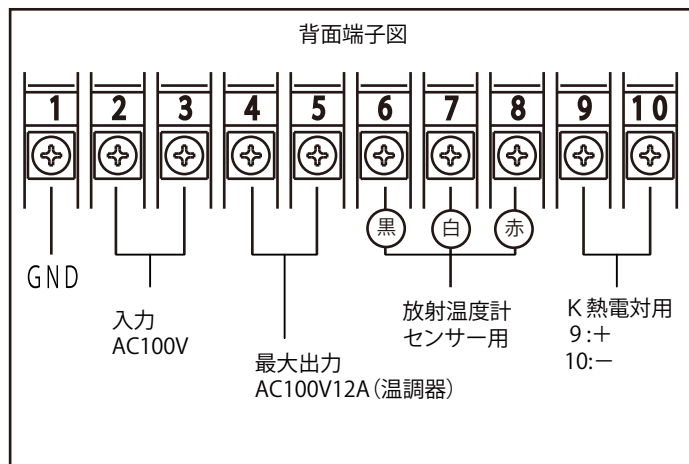 背面端子図
1 2 3 4 5 6 7 8 9 10
黒 白 赤
GND
入力
AC100V
最大出力
AC100V12A（温調器）
放射温度計
センサー用
K 熱電対用
9:＋
10:－